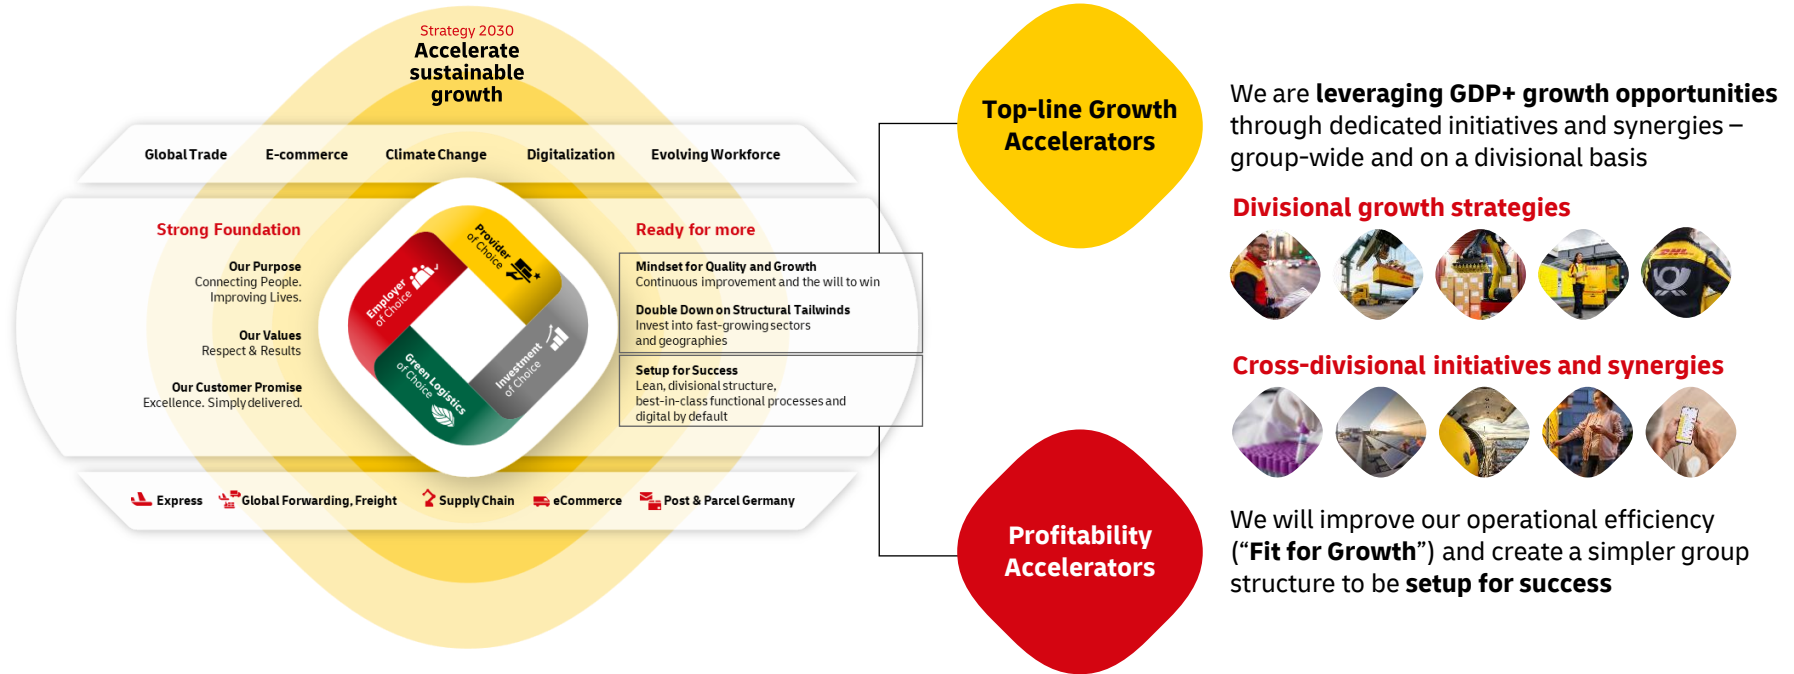 Strategy 2030
Accelerate
sustainable
growth
Global Trade
E-commerce
Climate Change
Digitalization
Evolving Workforce
Strong Foundation
Our Purpose
Connecting People.
Improving Lives.
Our Values
Respect & Results
Our Customer Promise
Excellence. Simply delivered.
Employer
of Choice
Provider
of Choice
Green Logistics
of Choice
Investment
of Choice
Ready for more
Mindset for Quality and Growth
Continuous improvement and the will to win
Double Down on Structural Tailwinds
Invest into fast-growing sectors
and geographies
Setup for Success
Lean, divisional structure,
best-in-class functional processes and
digital by default
Express
Global Forwarding, Freight
Supply Chain
eCommerce
Post & Parcel Germany
Top-line Growth
Accelerators
We are leveraging GDP+ growth opportunities
through dedicated initiatives and synergies –
group-wide and on a divisional basis
Divisional growth strategies
DHL
Cross-divisional initiatives and synergies
Profitability
Accelerators
We will improve our operational efficiency
(“Fit for Growth”) and create a simpler group
structure to be setup for success